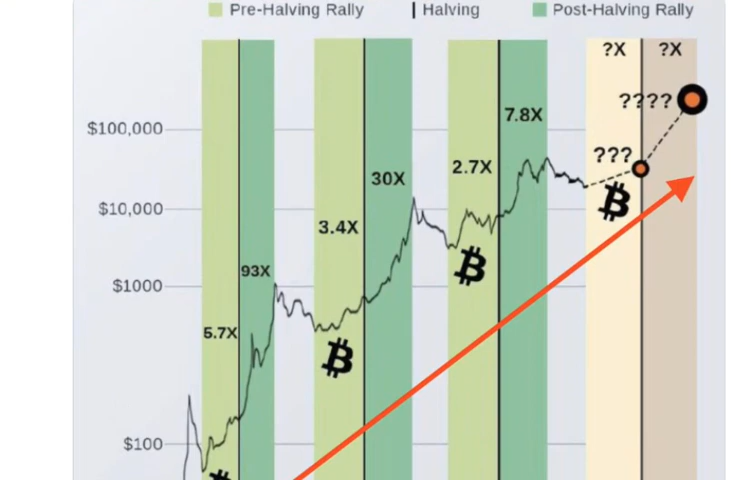 Pre-Halving Rally
Halving
Post-Halving Rally
?X
?X
????
$100,000
7.8X
???
2.7X
30X
$10,000
3.4X
93X
$1000
5.7X
$100